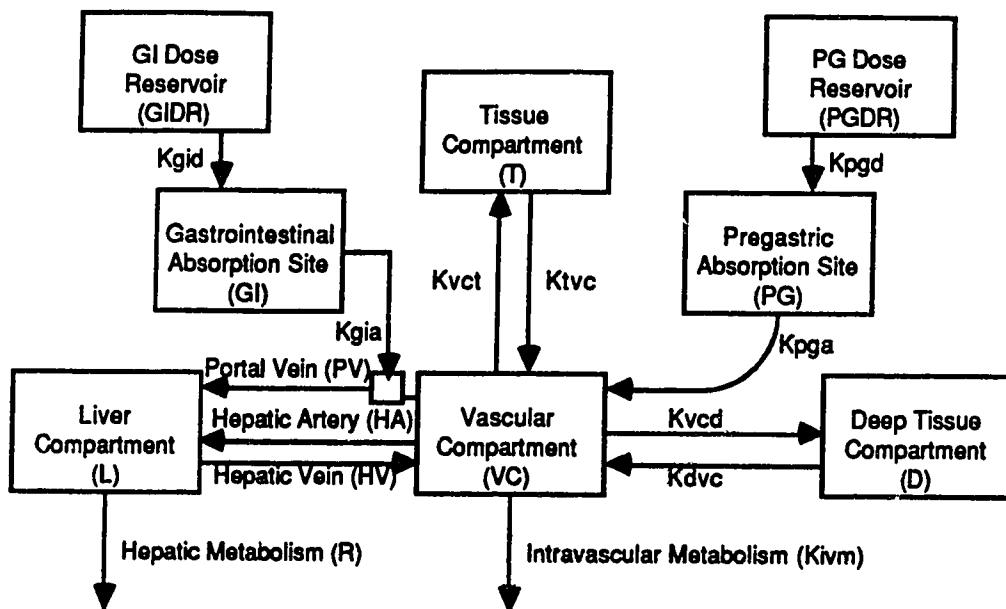 GI Dose
Reservoir
(GIDR)
PG Dose
Reservoir
(PGDR)
Tissue
Compartment
(T)
Kgid
Kpgd
Gastrointestinal
Absorption Site
(GI)
Pregastric
Absorption Site
(PG)
Kvct
Ktvc
Kgia
Kpga
Portal Vein (PV)
Liver
Compartment
(L)
Hepatic Artery (HA)
Hepatic Vein (HV)
Vascular
Compartment
(VC)
Kvcd
Kdvc
Deep Tissue
Compartment
(D)
Hepatic Metabolism (R)
Intravascular Metabolism (Kivm)